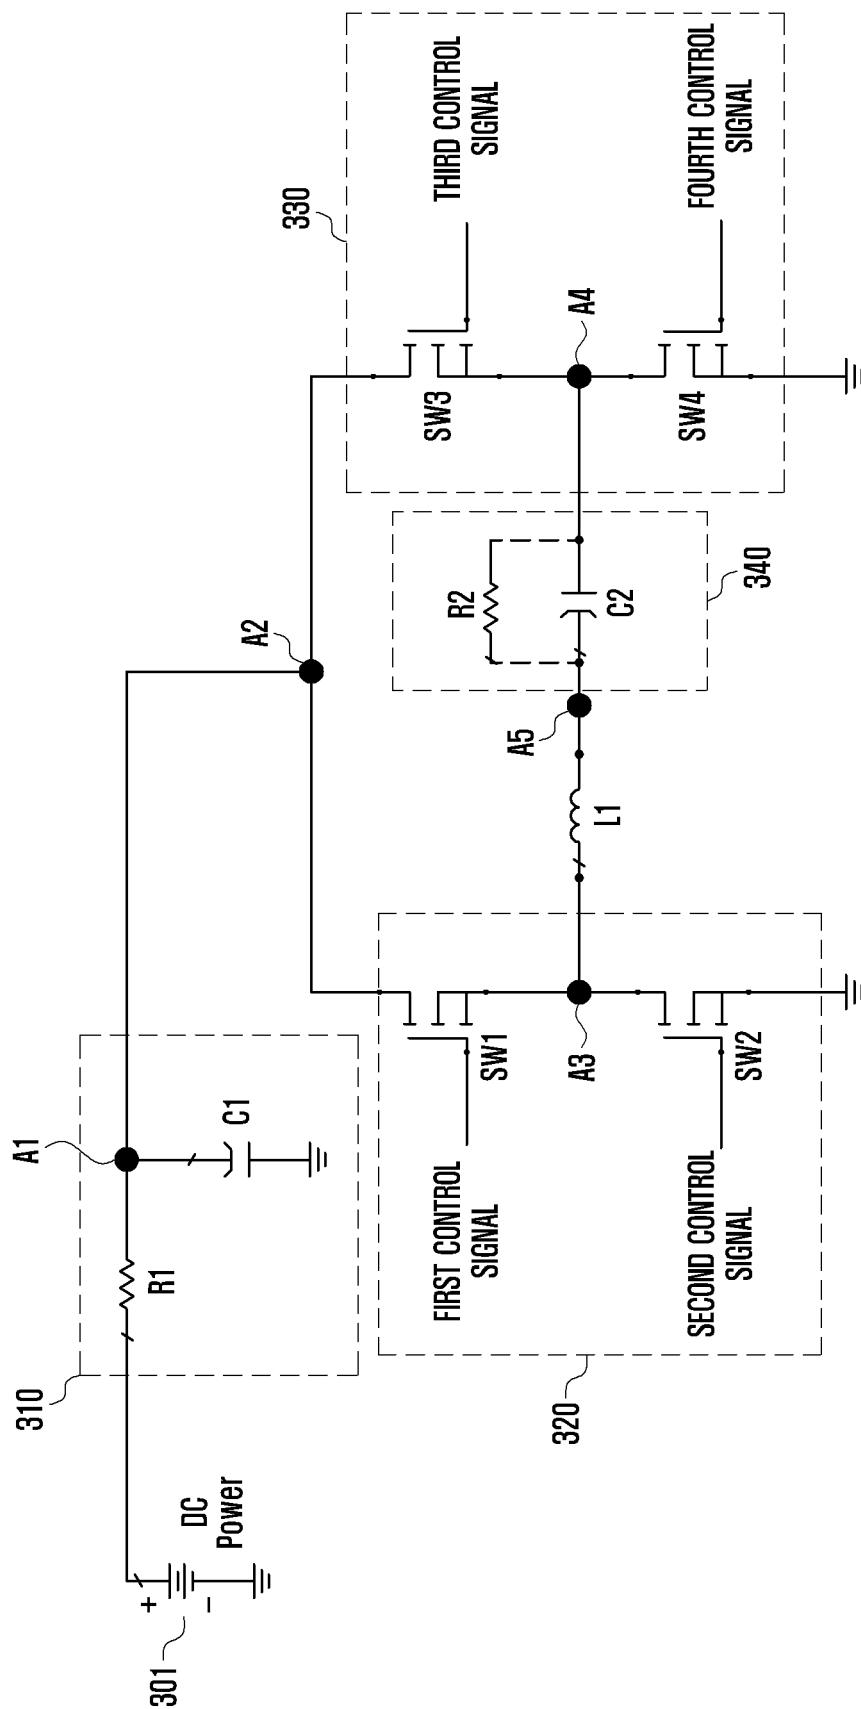 301
+
−
DC
Power
310
A1
R1
C1
A2
320
FIRST CONTROL
SIGNAL
SW1
A3
SECOND CONTROL
SIGNAL
SW2
L1
A5
340
R2
C2
330
THIRD CONTROL
SIGNAL
SW3
A4
FOURTH CONTROL
SIGNAL
SW4